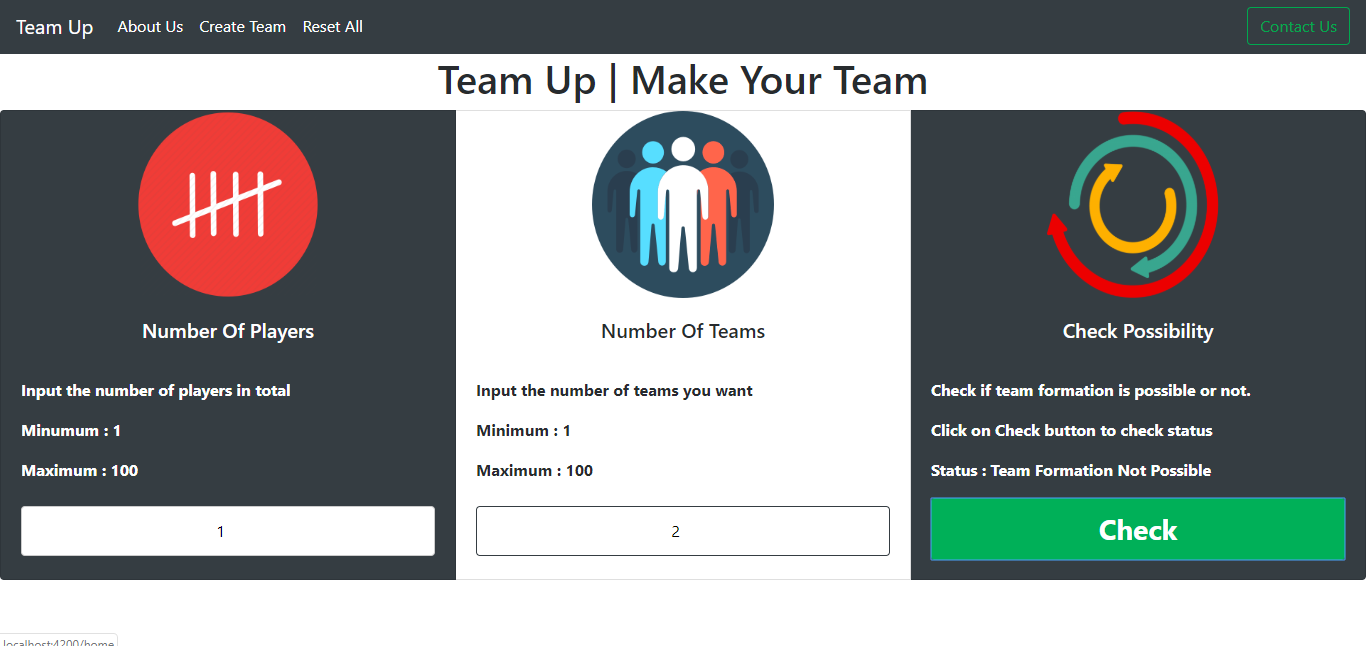 Team Up About Us Create Team Reset All Contact Us
Team Up | Make Your Team
Number Of Players
Input the number of players in total
Minumum : 1
Maximum : 100
1
Number Of Teams
Input the number of teams you want
Minimum : 1
Maximum : 100
2
Check Possibility
Check if team formation is possible or not.
Click on Check button to check status
Status : Team Formation Not Possible
Check
localhost:4200/home